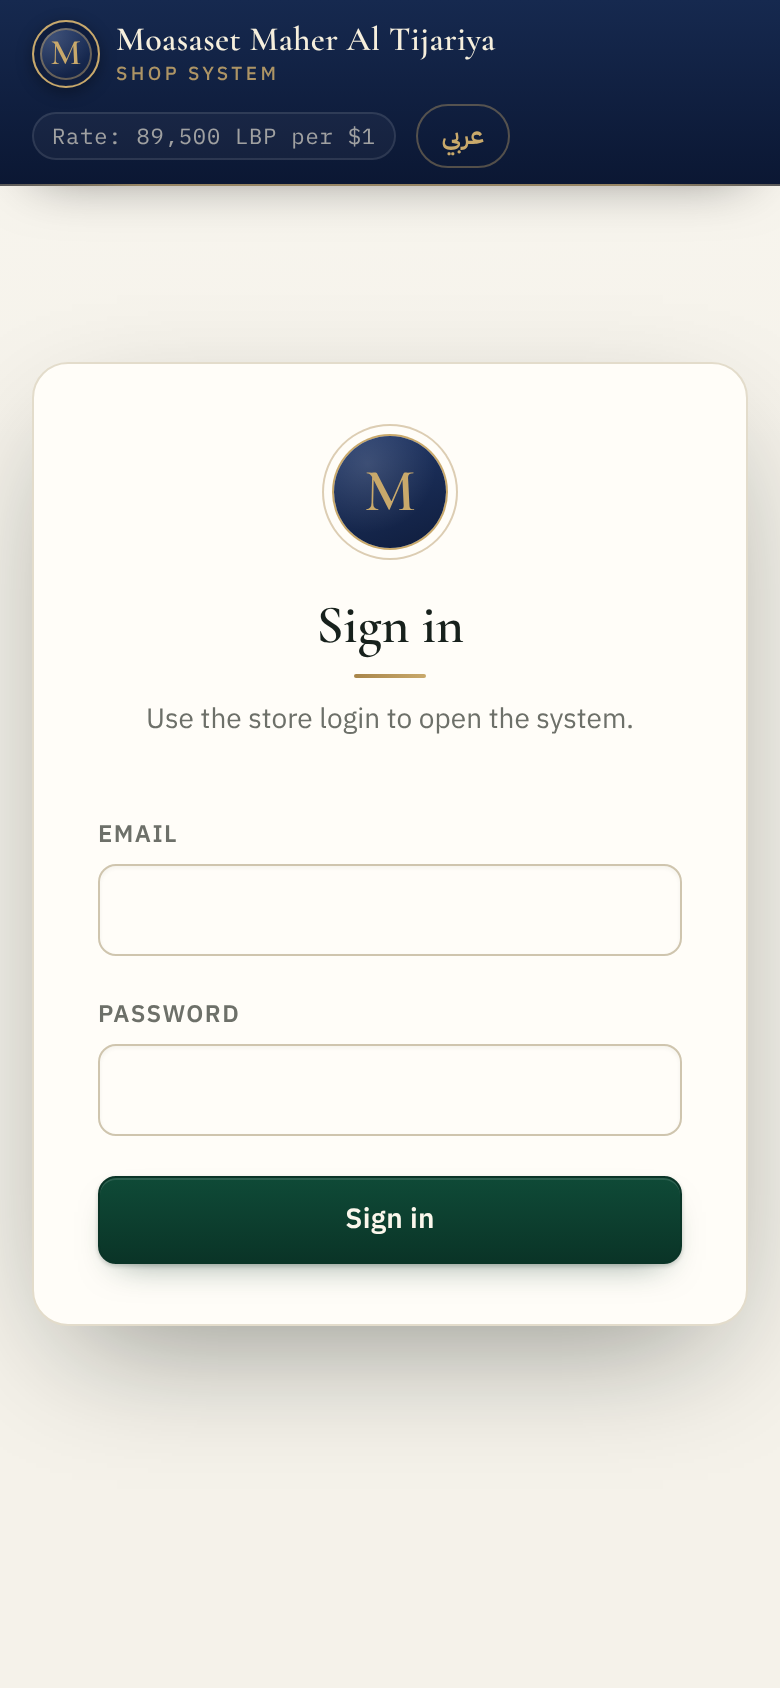 M
Moasaset Maher Al Tijariya
SHOP SYSTEM
Rate: 89,500 LBP per $1
عربي
M
Sign in
Use the store login to open the system.
EMAIL
PASSWORD
Sign in